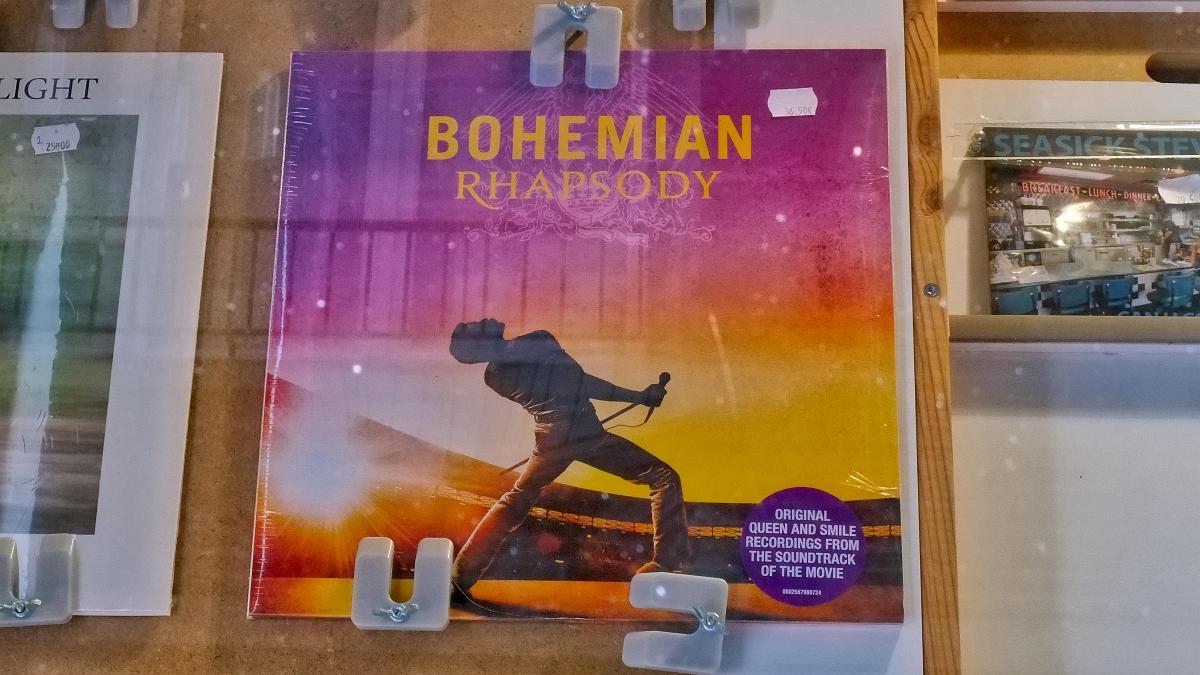 LIGHT
25,00
BOHEMIAN
RHAPSODY
36,50€
ORIGINAL
QUEEN AND SMILE
RECORDINGS FROM
THE SOUNDTRACK
OF THE MOVIE
SEASICK STEV
BREAKFAST-LUNCH-DINNER